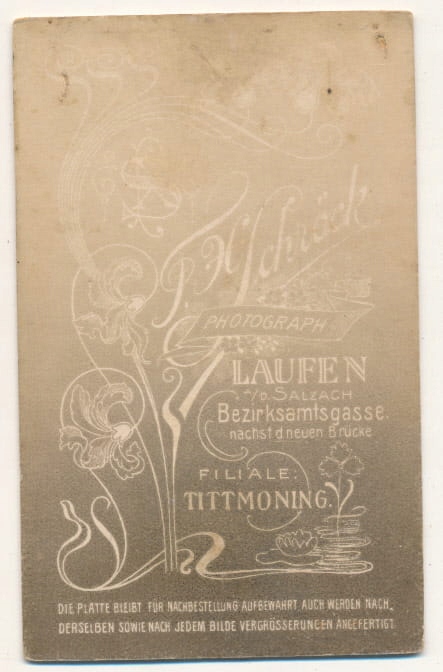 P. H. Schröck
PHOTOGRAPH
LAUFEN
a/D. SALZACH
Bezirksamtsgasse.
nächst d. neuen Brücke
FILIALE:
TITTMONING.
DIE PLATTE BLEIBT FÜR NACHBESTELLUNG AUFBEWAHRT AUCH WERDEN NACH
DERSELBEN SOWIE NACH JEDEM BILDE VERGRÖSSERUNGEN ANGEFERTIGT.